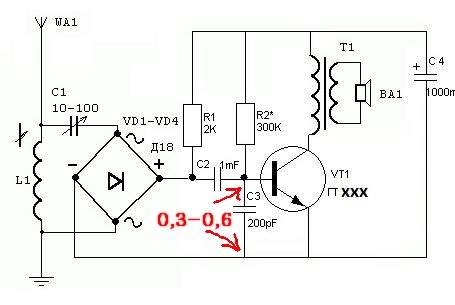 WA1
T1
C4
C1
10-100
VD1-VD4
Д18
R1
2K
R2*
300K
BA1
+
1000m
−
+
C2
1mF
L1
C3
VT1
ГТ XXX
0,3–0,6
200pF